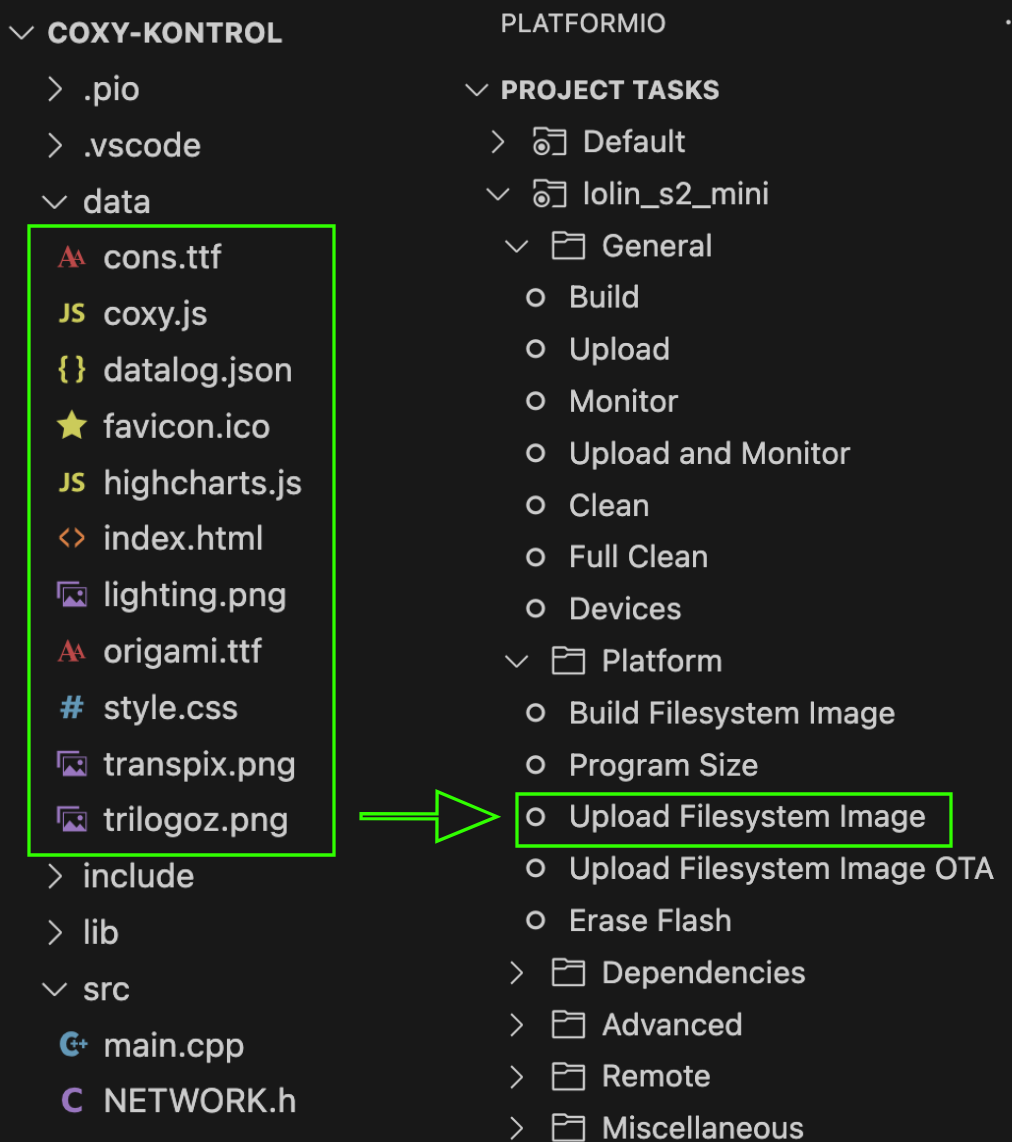 COXY-KONTROL
.pio
.vscode
data
cons.ttf
JS coxy.js
{} datalog.json
favicon.ico
JS highcharts.js
<> index.html
lighting.png
origami.ttf
# style.css
transpix.png
trilogoz.png
include
lib
src
C++ main.cpp
C NETWORK.h
PLATFORMIO
PROJECT TASKS
Default
lolin_s2_mini
General
Build
Upload
Monitor
Upload and Monitor
Clean
Full Clean
Devices
Platform
Build Filesystem Image
Program Size
Upload Filesystem Image
Upload Filesystem Image OTA
Erase Flash
Dependencies
Advanced
Remote
Miscellaneous